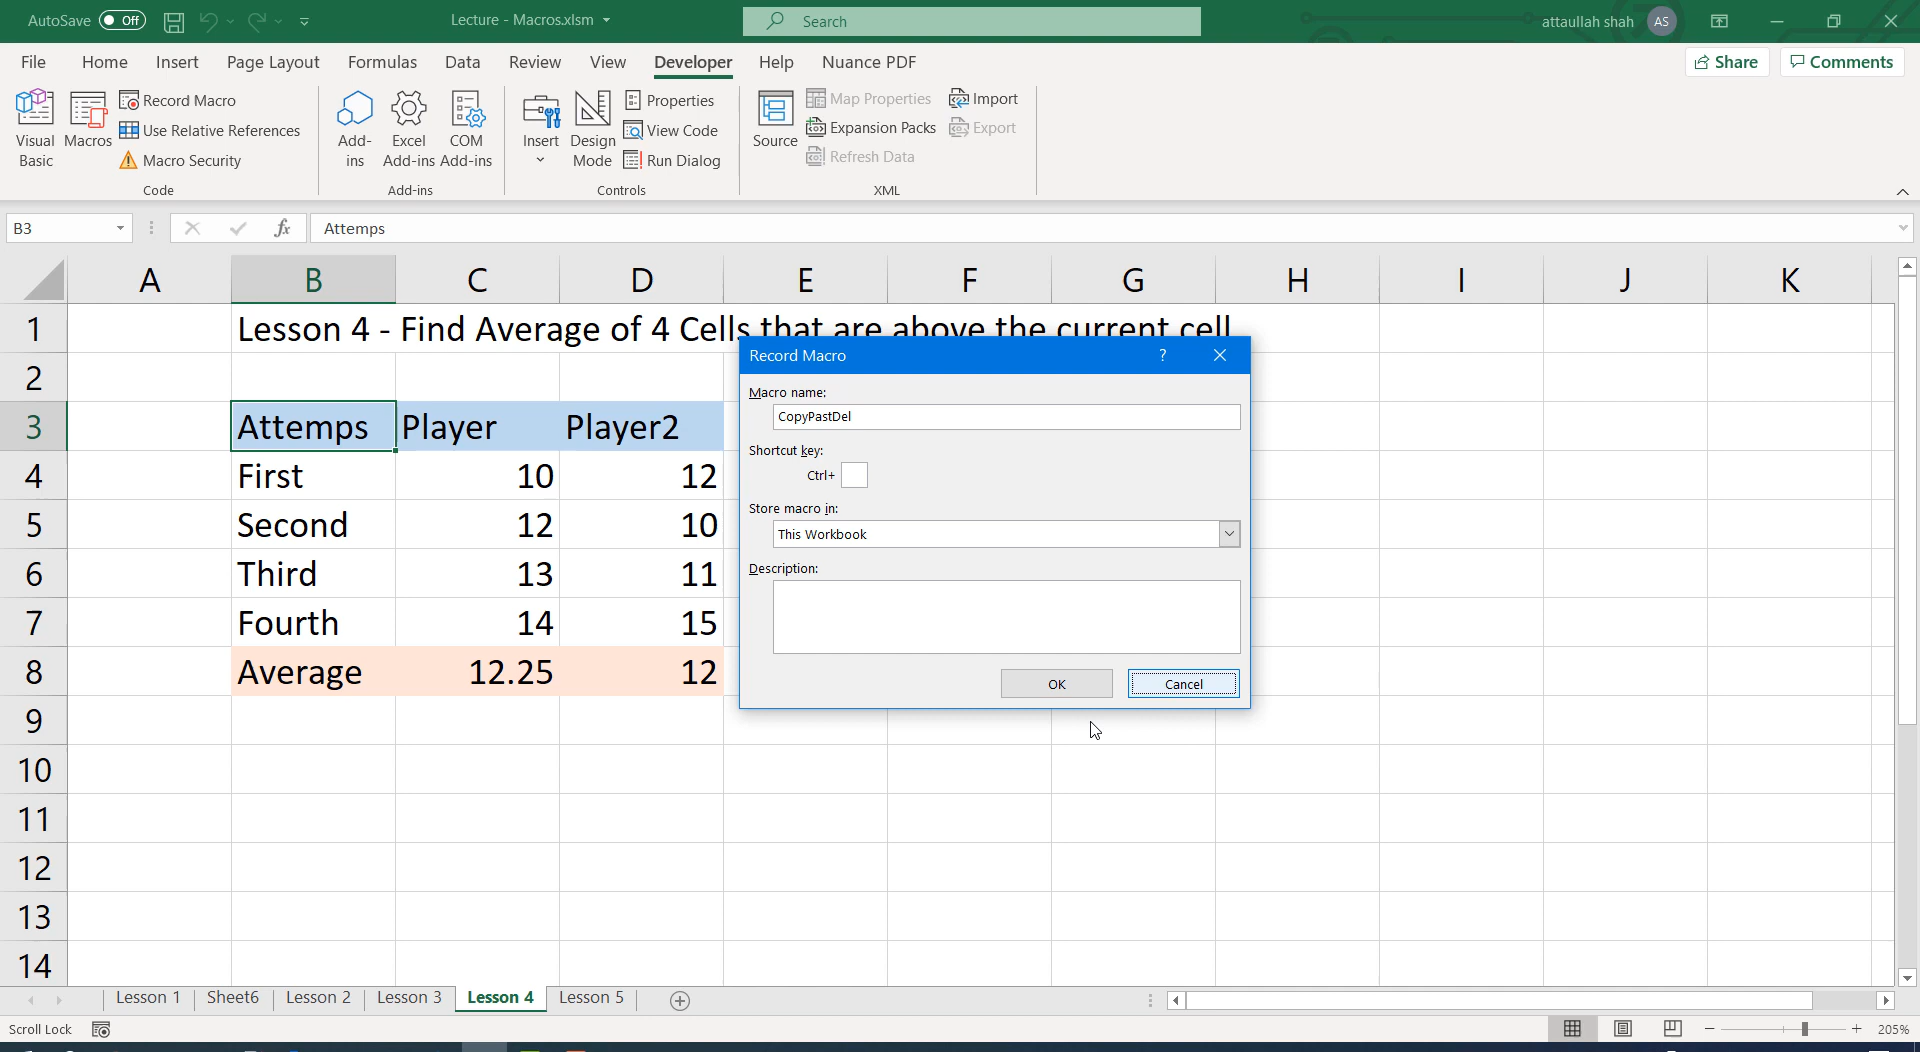 AutoSave Off
Lecture - Macros.xlsm
Search
attaullah shah AS
File Home Insert Page Layout Formulas Data Review View Developer Help Nuance PDF Share Comments
Visual Basic
Macros
Record Macro
Use Relative References
Macro Security
Code
Add-ins
Excel Add-ins
COM Add-ins
Add-ins
Insert
Design Mode
Properties
View Code
Run Dialog
Controls
Source
Map Properties
Expansion Packs
Refresh Data
Import
Export
XML
B3 fx Attemps
A B C D E F G H I J K
1 Lesson 4 - Find Average of 4 Cells that are above the current cell
2
3 Attemps Player Player2
4 First 10 12
5 Second 12 10
6 Third 13 11
7 Fourth 14 15
8 Average 12.25 12
9
10
11
12
13
14
Record Macro ?
Macro name:
CopyPastDel
Shortcut key:
Ctrl+
Store macro in:
This Workbook
Description:
OK Cancel
Lesson 1 Sheet6 Lesson 2 Lesson 3 Lesson 4 Lesson 5
Scroll Lock 205%